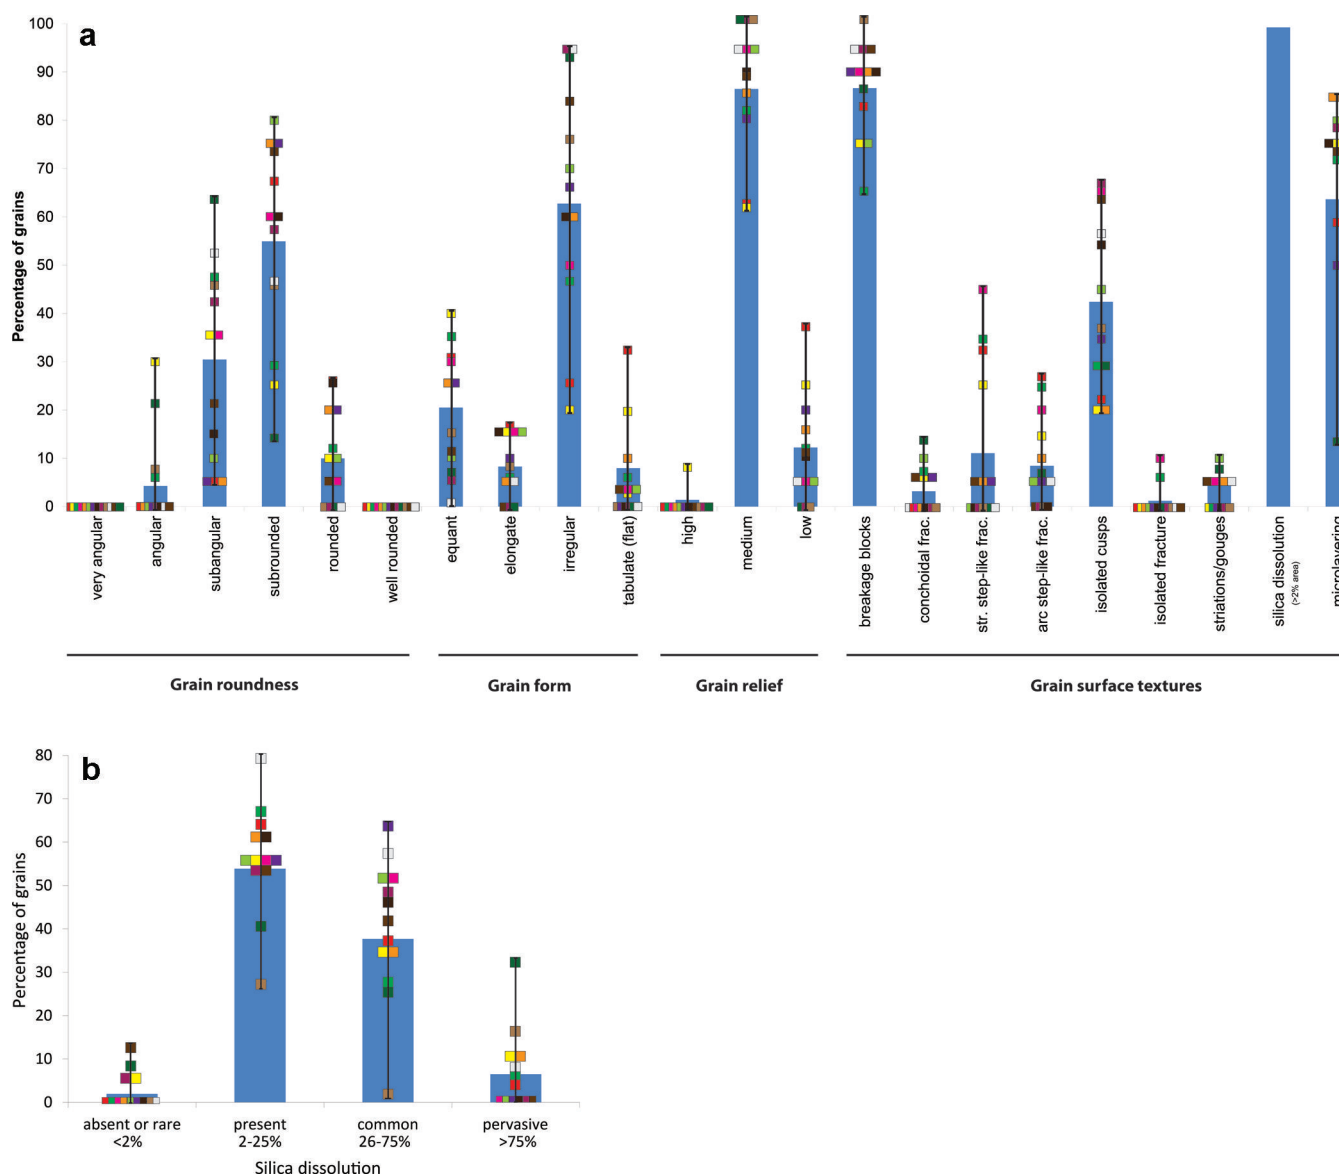 a
100
90
80
70
60
50
40
30
20
10
0
Percentage of grains
very angular
angular
subangular
subrounded
rounded
well rounded
equant
elongate
irregular
tabulate (flat)
high
medium
low
breakage blocks
conchoidal frac.
str. step-like frac.
arc step-like frac.
isolated cusps
isolated fracture
striations/gouges
silica dissolution
(>2% area)
microlayering
Grain roundness
Grain form
Grain relief
Grain surface textures
b
80
70
60
50
40
30
20
10
0
Percentage of grains
absent or rare
<2%
present
2-25%
common
26-75%
pervasive
>75%
Silica dissolution